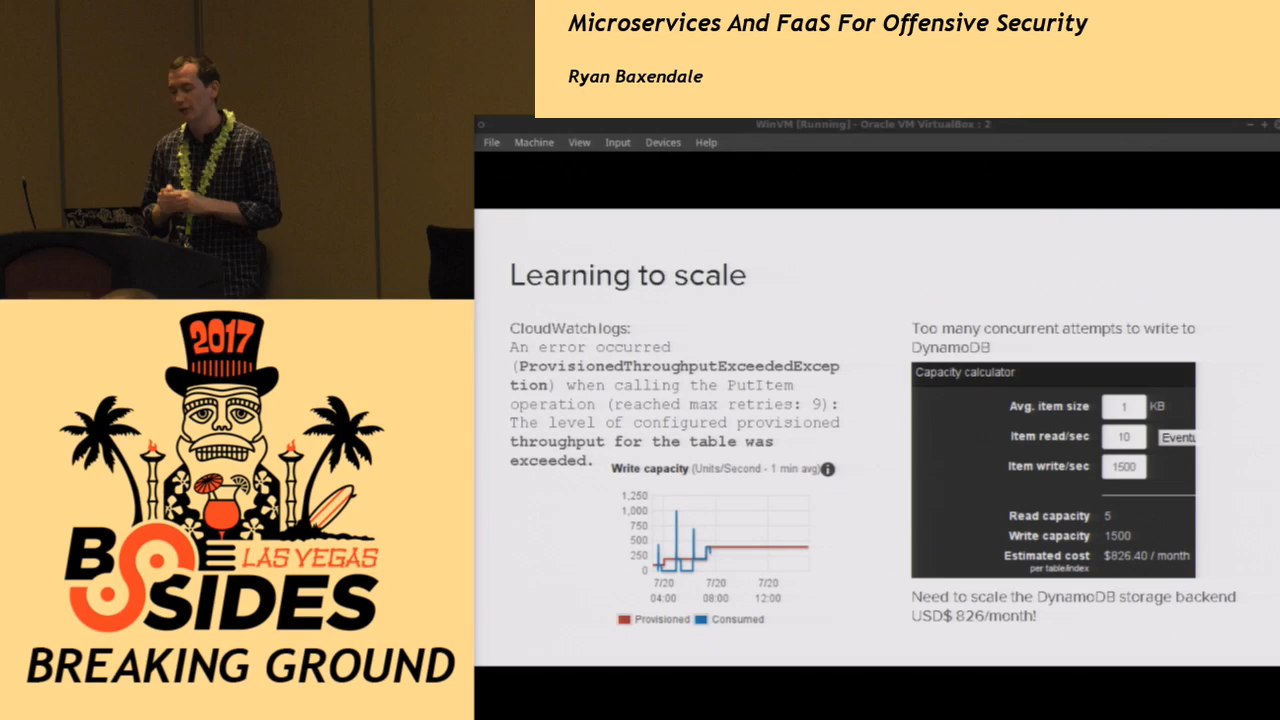 Microservices And FaaS For Offensive Security
Ryan Baxendale
WinVM [Running] - Oracle VM VirtualBox : 2
File Machine View Input Devices Help
Learning to scale
CloudWatch logs:
An error occurred
(ProvisionedThroughputExceededExcep
tion) when calling the PutItem
operation (reached max retries: 9):
The level of configured provisioned
throughput for the table was
exceeded.
Write capacity (Units/Second - 1 min avg)
1,250
1,000
750
500
250
0
7/20 7/20 7/20
04:00 08:00 12:00
Provisioned Consumed
Too many concurrent attempts to write to
DynamoDB
Capacity calculator
Avg. item size 1 KB
Item read/sec 10 Eventu
Item write/sec 1500
Read capacity 5
Write capacity 1500
Estimated cost $826.40 / month
per table/index
Need to scale the DynamoDB storage backend
USD$ 826/month!
2017
BSIDES
LAS VEGAS
BREAKING GROUND